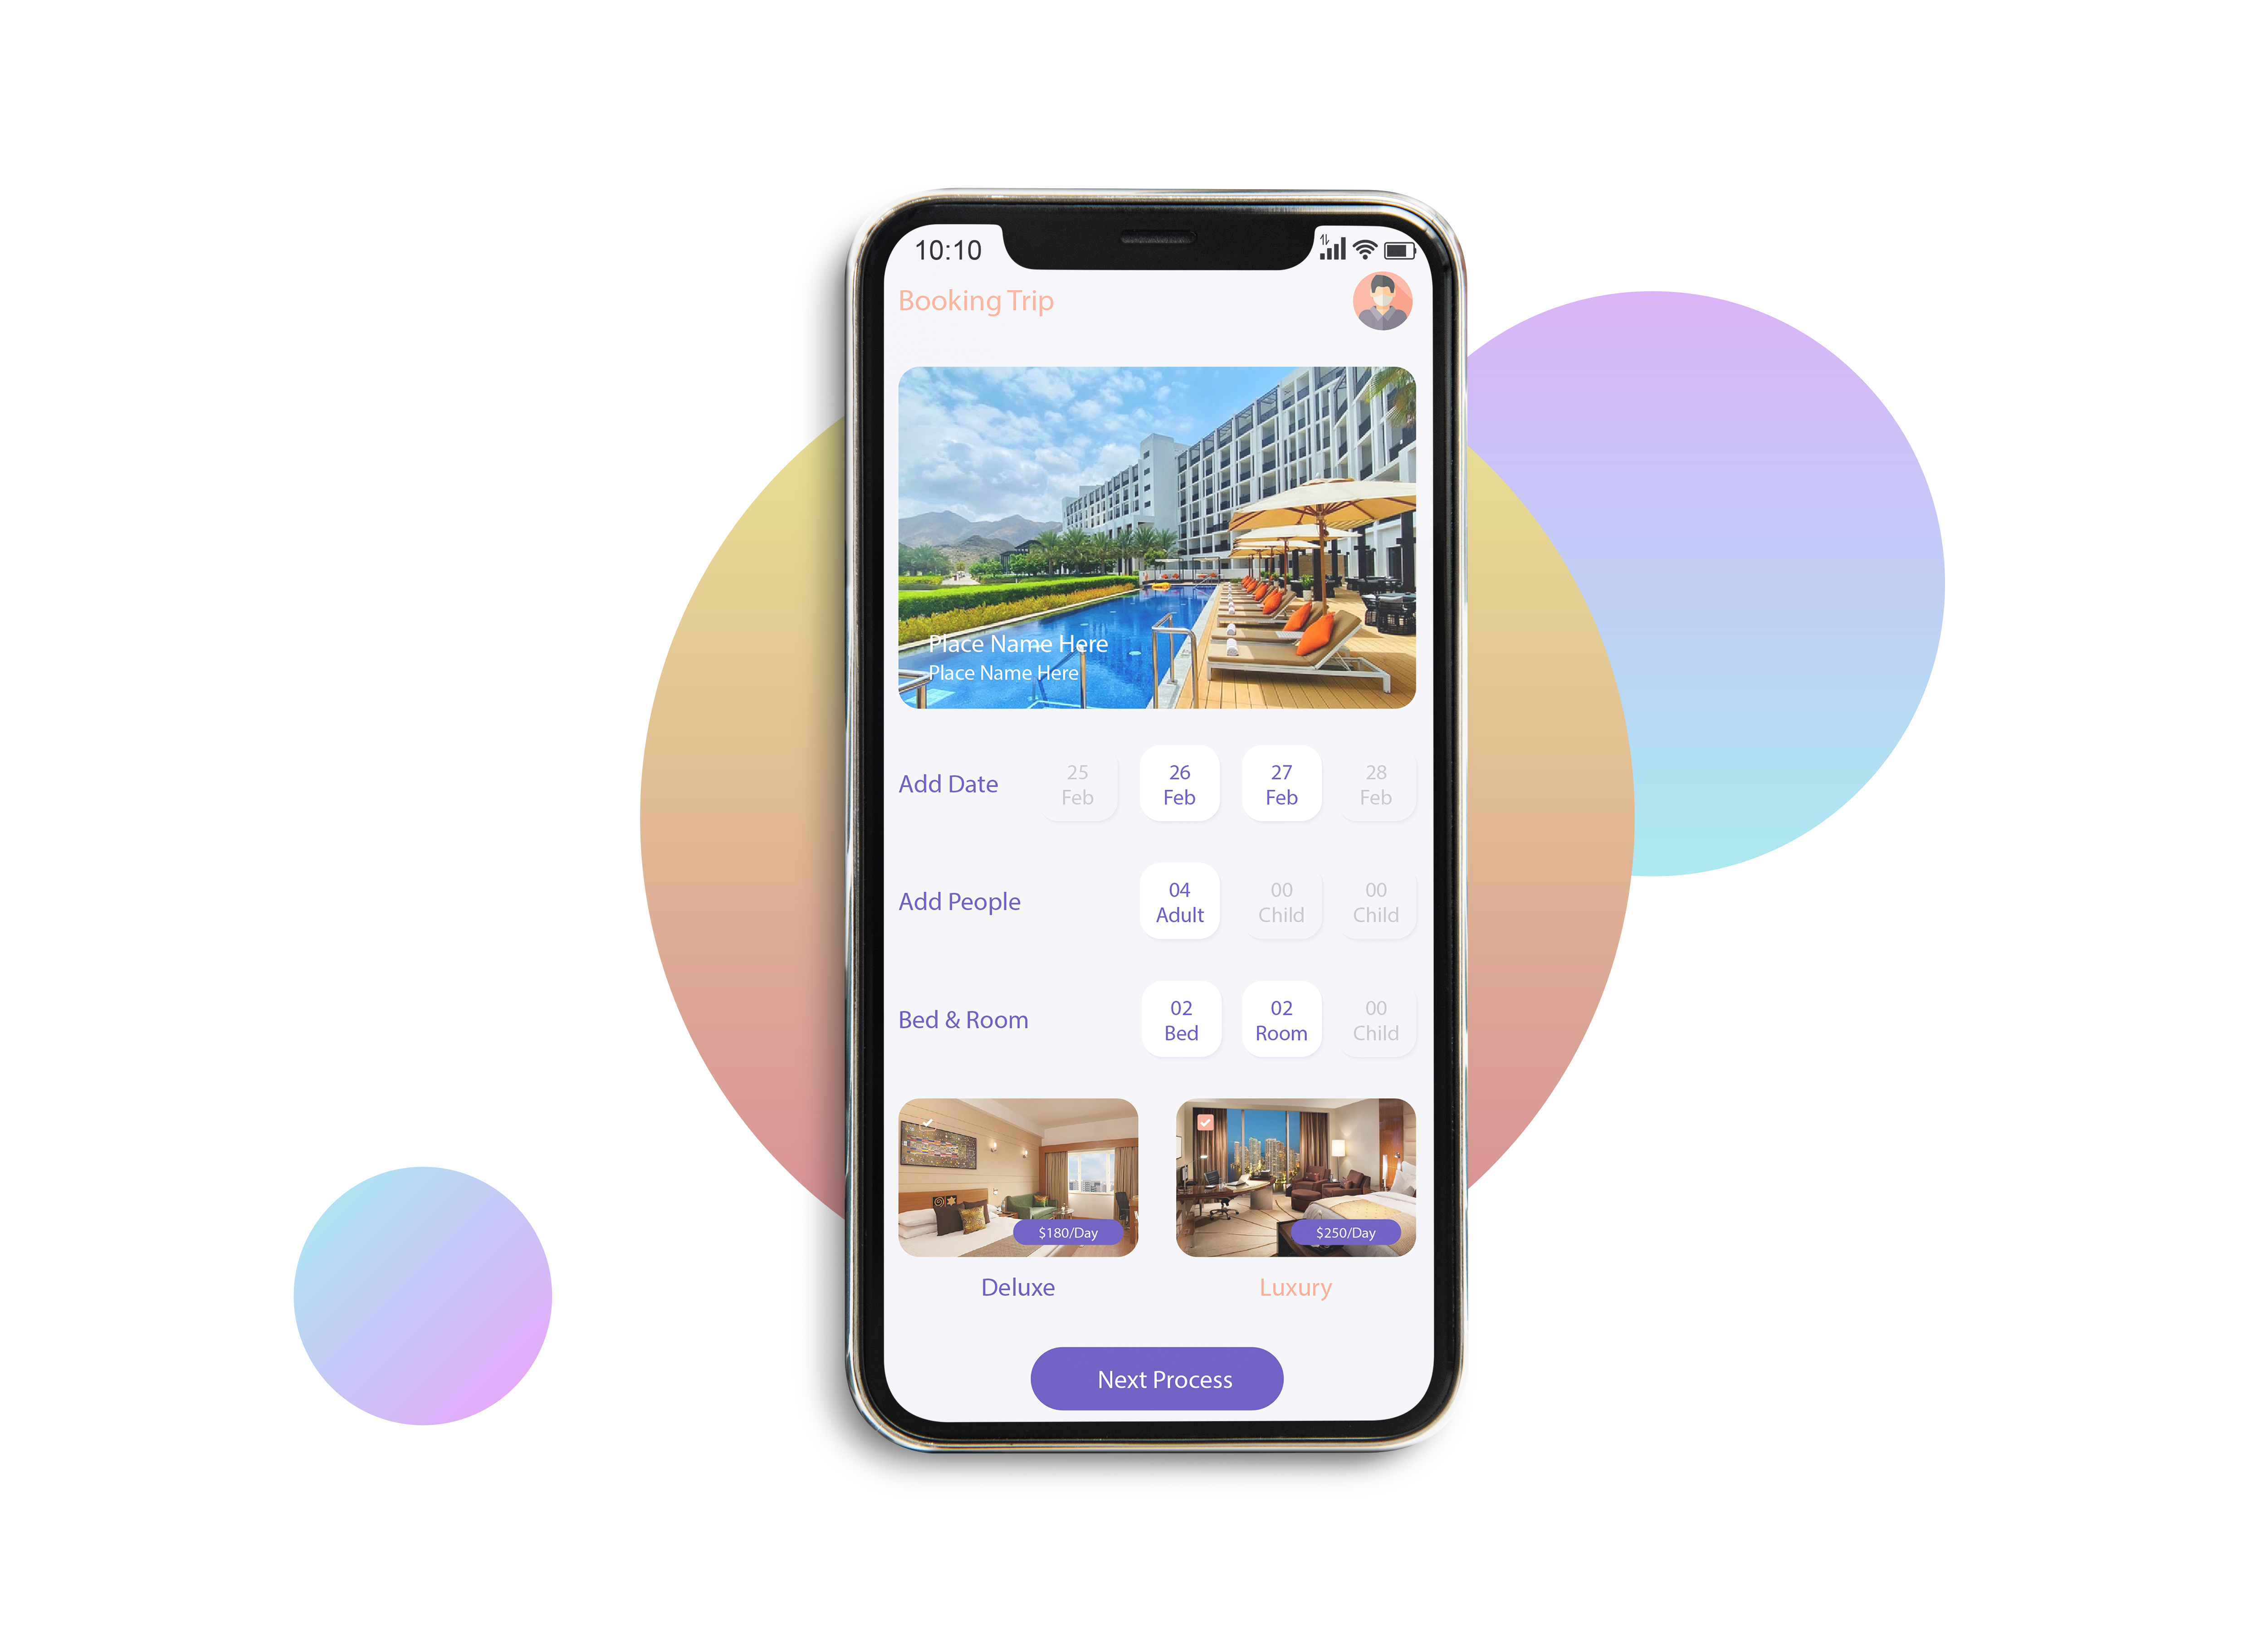 10:10
Booking Trip
Place Name Here
Place Name Here
Add Date
25
Feb
26
Feb
27
Feb
28
Feb
Add People
04
Adult
00
Child
00
Child
Bed & Room
02
Bed
02
Room
00
Child
$180/Day
$250/Day
Deluxe
Luxury
Next Process